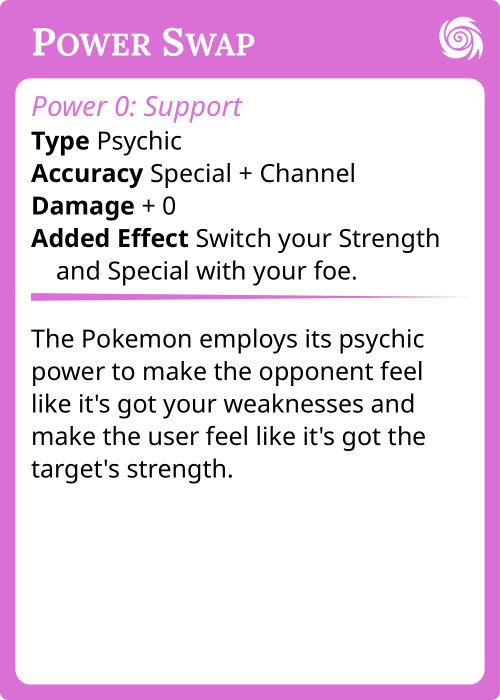 Power Swap
Power 0: Support
Type Psychic
Accuracy Special + Channel
Damage + 0
Added Effect Switch your Strength
and Special with your foe.
The Pokemon employs its psychic
power to make the opponent feel
like it's got your weaknesses and
make the user feel like it's got the
target's strength.